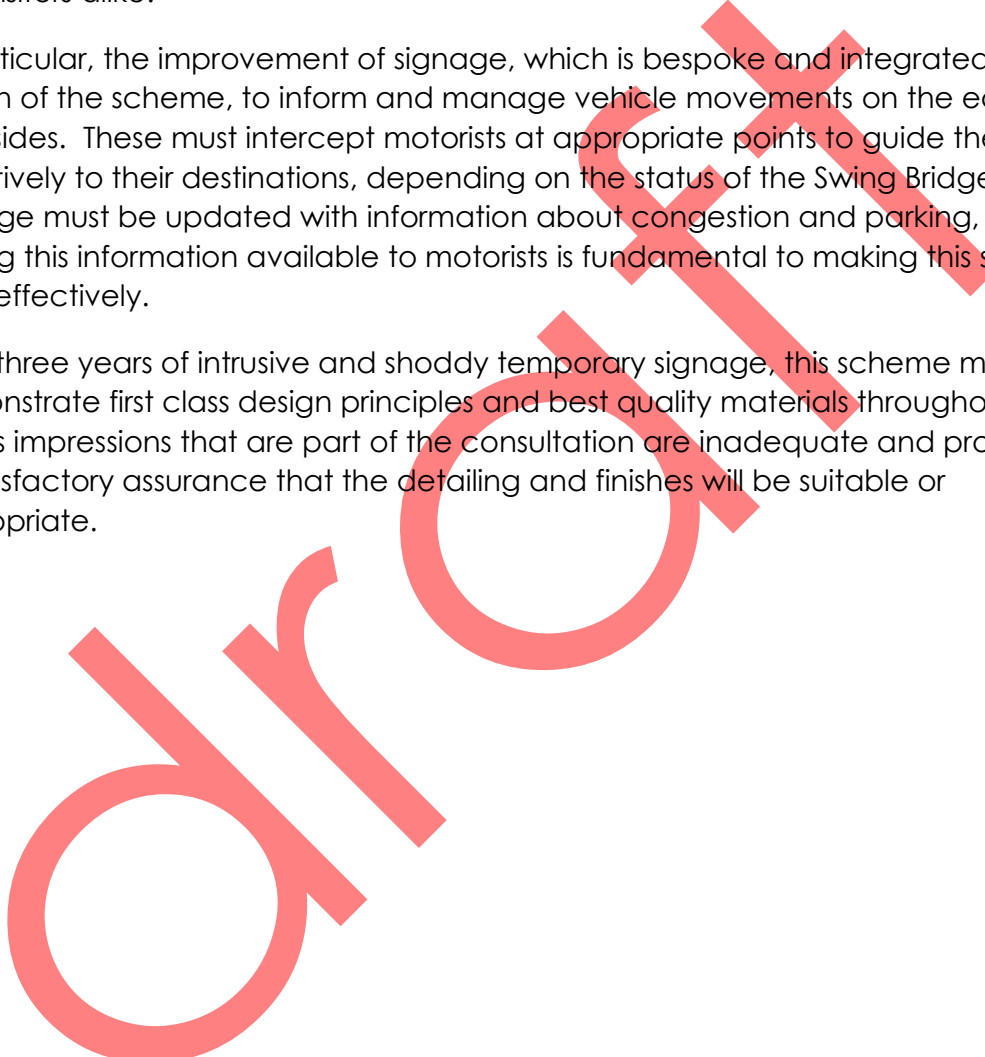 ticular, the improvement of signage, which is bespoke and integrated
n of the scheme, to inform and manage vehicle movements on the ea
sides. These must intercept motorists at appropriate points to guide the
tively to their destinations, depending on the status of the Swing Bridge
ge must be updated with information about congestion and parking,
g this information available to motorists is fundamental to making this s
effectively.
three years of intrusive and shoddy temporary signage, this scheme m
onstrate first class design principles and best quality materials througho
s impressions that are part of the consultation are inadequate and pro
sfactory assurance that the detailing and finishes will be suitable or
opriate.
draft